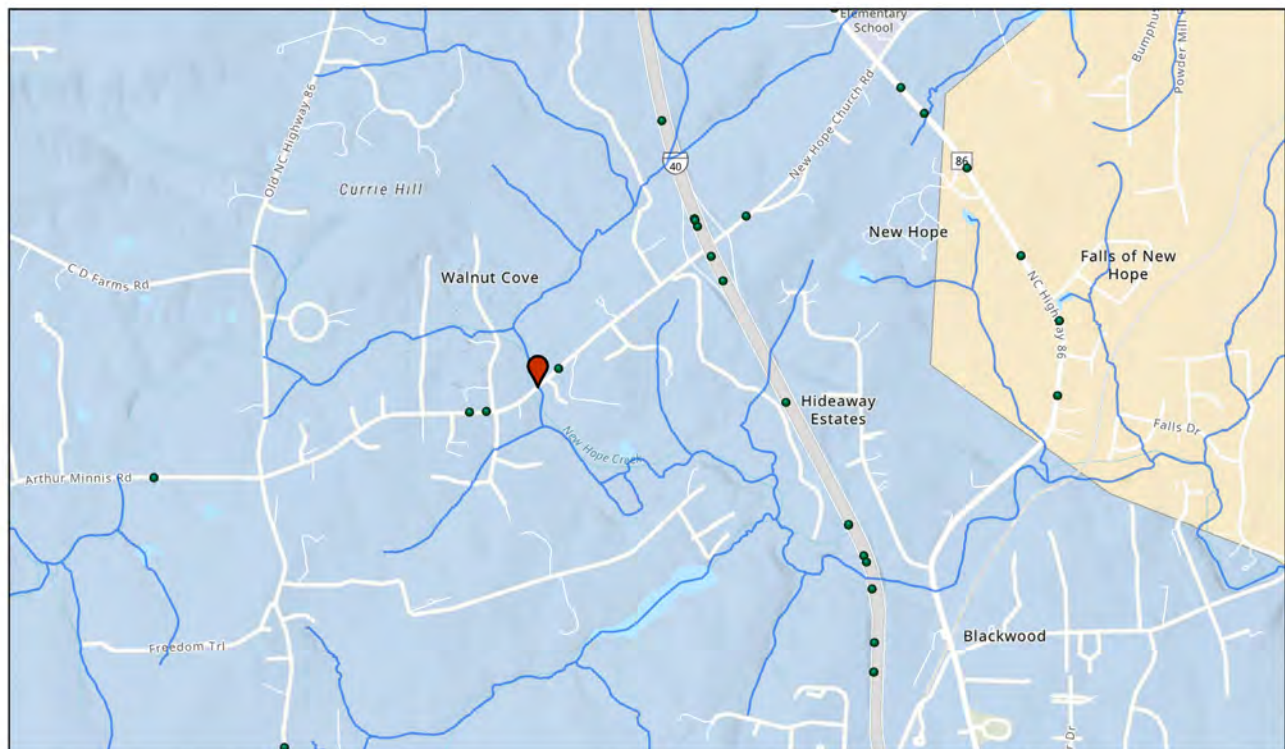 Elementary
School
Bumphu
Powder Mill
Old NC Highway 86
New Hope Church Rd
40
86
Currie Hill
New Hope
Falls of New
Hope
C D Farms Rd
Walnut Cove
NC Highway 86
Hideaway
Estates
Falls Dr
New Hope Creek
Arthur Minnis Rd
Freedom Trl
Blackwood
Dr